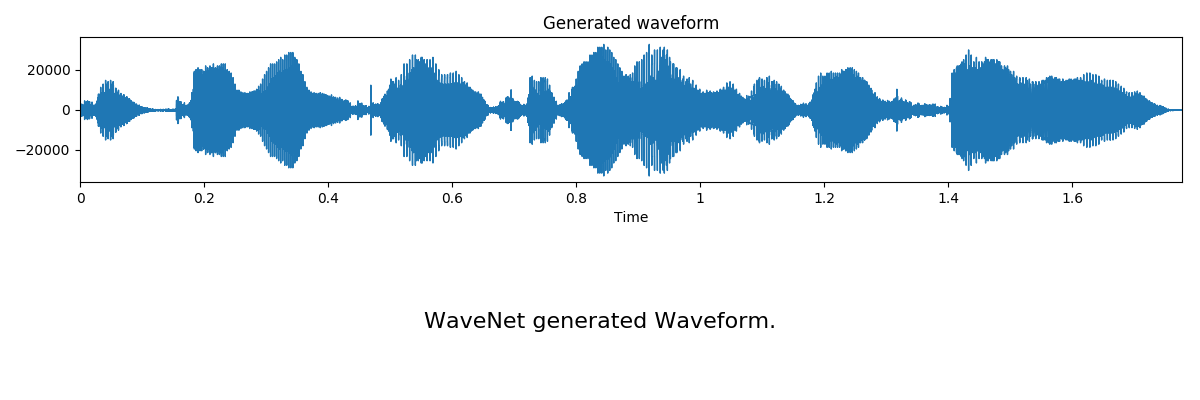 Generated waveform
20000
0
−20000
0 0.2 0.4 0.6 0.8 1 1.2 1.4 1.6
Time
WaveNet generated Waveform.